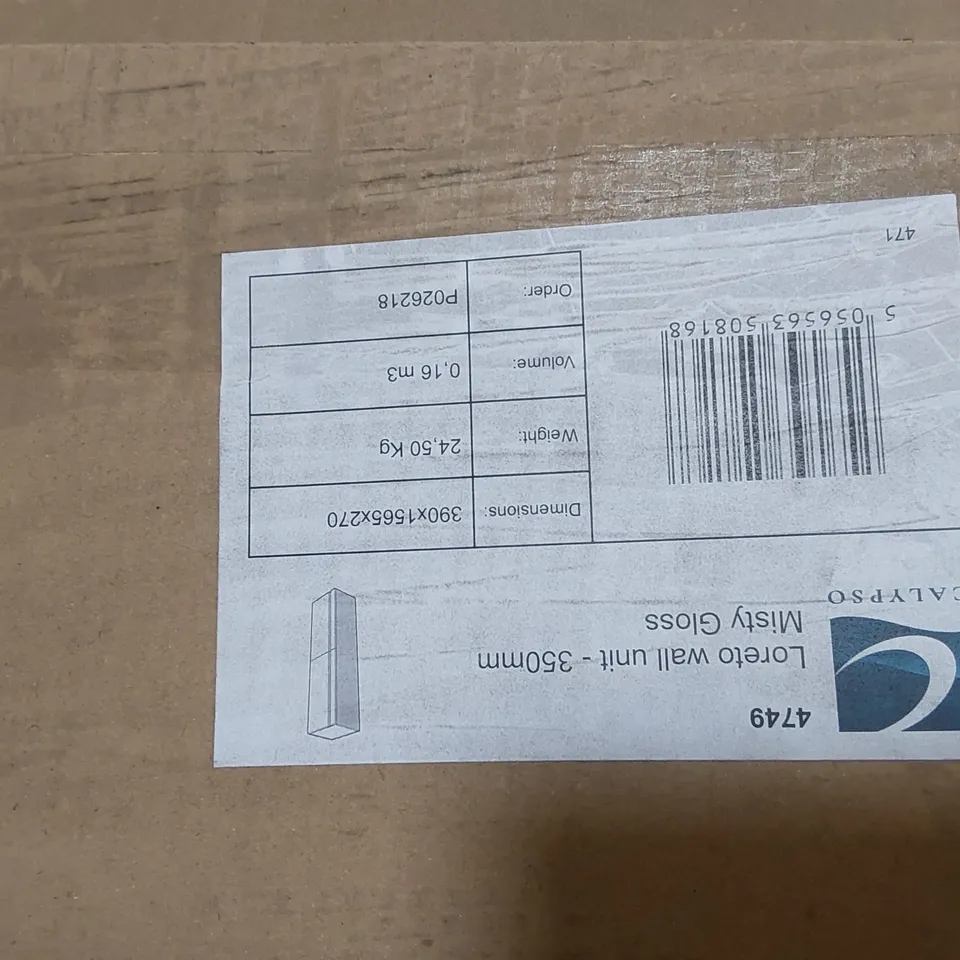 CALYPSO
4749
Loreto wall unit - 350mm
Misty Gloss
Dimensions: 390x1565x270
Weight: 24,50 Kg
Volume: 0,16 m3
Order: P026218
5 056563 508168
471